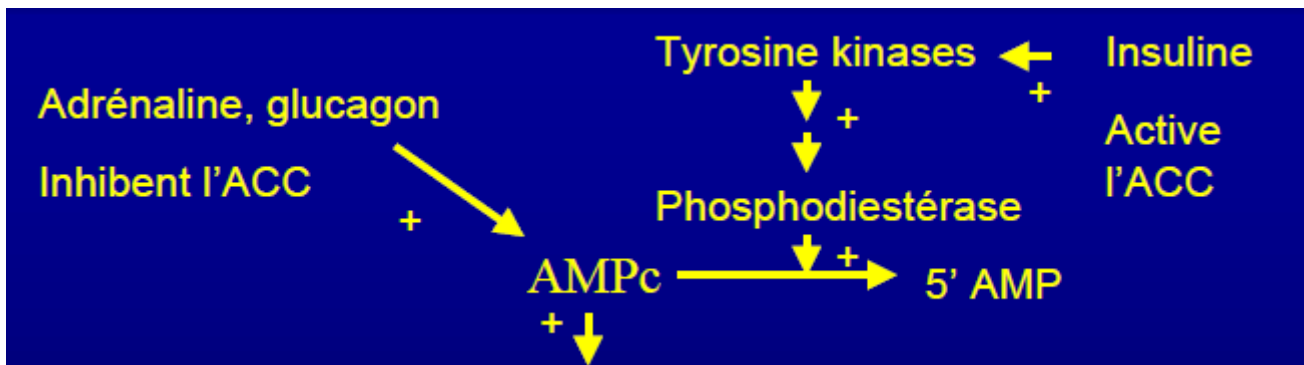 Tyrosine kinases
Insuline
+
Adrénaline, glucagon
+
Active
l'ACC
Inhibent l'ACC
Phosphodiestérase
+
+
AMPc
5' AMP
+